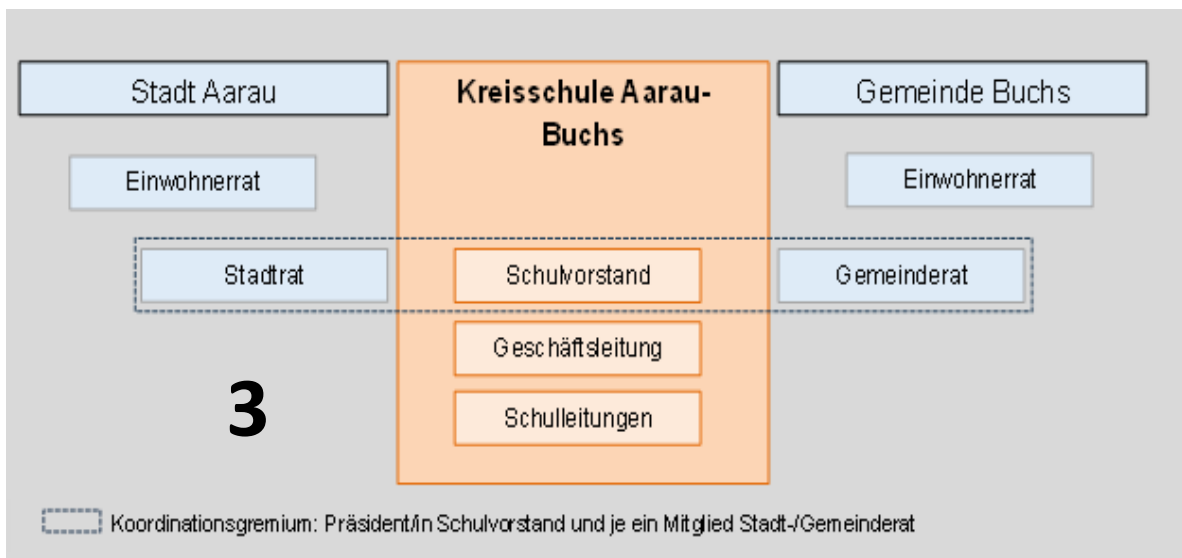 Stadt Aarau
Kreisschule Aarau-
Buchs
Gemeinde Buchs
Einwohnerrat
Einwohnerrat
Stadtrat
Schulvorstand
Gemeinderat
Geschäftsleitung
Schulleitungen
3
Koordinationsgremium: Präsident/in Schulvorstand und je ein Mitglied Stadt-/Gemeinderat